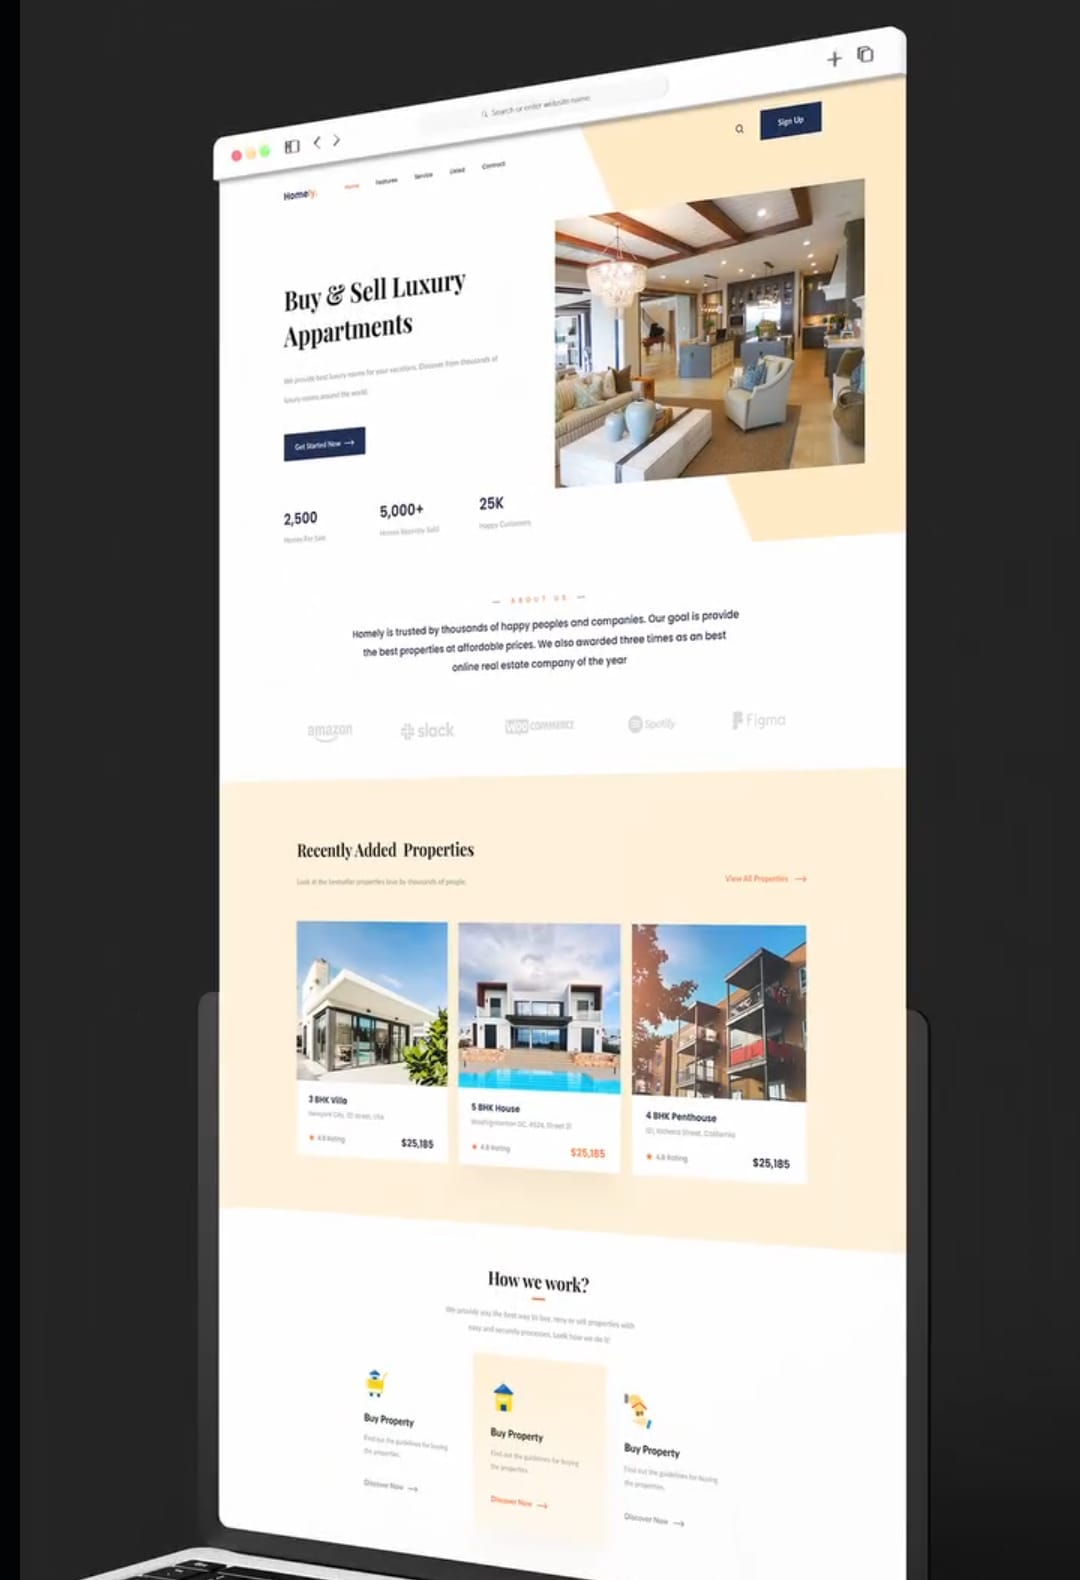 Search or enter website name
Sign Up
Homely.
Home
Features
Service
Listed
Contact
Buy & Sell Luxury
Appartments
We provide best luxury rooms for your vacations. Discover from thousands of
luxury rooms around the world.
Get Started Now →
2,500
Homes For Sale
5,000+
Homes Recently Sold
25K
Happy Customers
— ABOUT US —
Homely is trusted by thousands of happy peoples and companies. Our goal is provide
the best properties at affordable prices. We also awarded three times as an best
online real estate company of the year
amazon
slack
WOO COMMERCE
Spotify
Figma
Recently Added Properties
Look at the bestseller properties love by thousands of people.
View All Properties →
3 BHK Villa
Newyork City, street, USA
4.8 Rating
$25,185
5 BHK House
Washignonton DC, 4524, Street 21
4.8 Rating
$25,185
4 BHK Penthouse
Richard Street, California
4.8 Rating
$25,185
How we work?
We provide you the best way to buy, reny or sell properties with
easy and securely processes. Look how we do it!
Buy Property
Find out the guidelines for buying
the properties.
Discover Now →
Buy Property
Find out the guidelines for buying
the properties.
Discover Now →
Buy Property
Find out the guidelines for buying
the properties.
Discover Now →